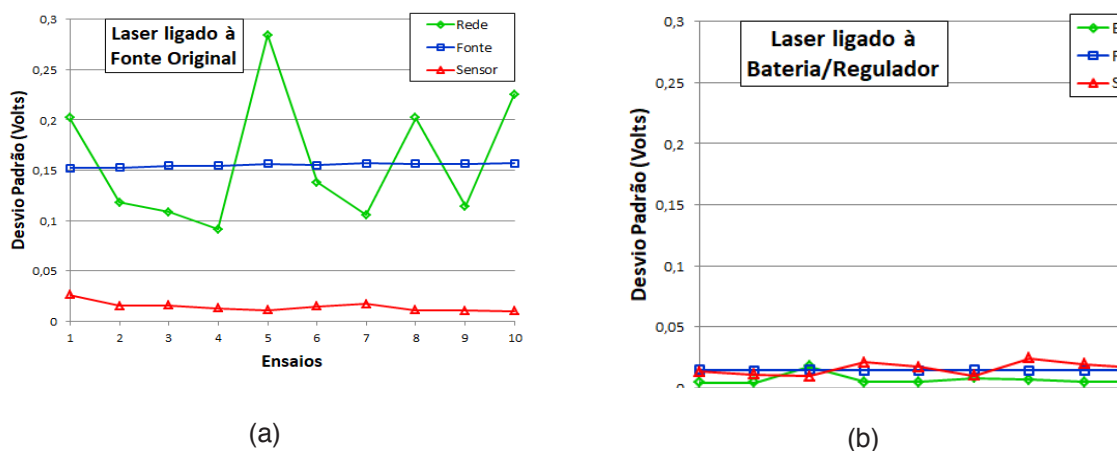 Laser ligado à
Fonte Original
Rede
Fonte
Sensor
Desvio Padrão (Volts)
0,3
0,25
0,2
0,15
0,1
0,05
0
1 2 3 4 5 6 7 8 9 10
Ensaios
(a)
Laser ligado à
Bateria/Regulador
Desvio Padrão (Volts)
0,3
0,25
0,2
0,15
0,1
0,05
0
(b)